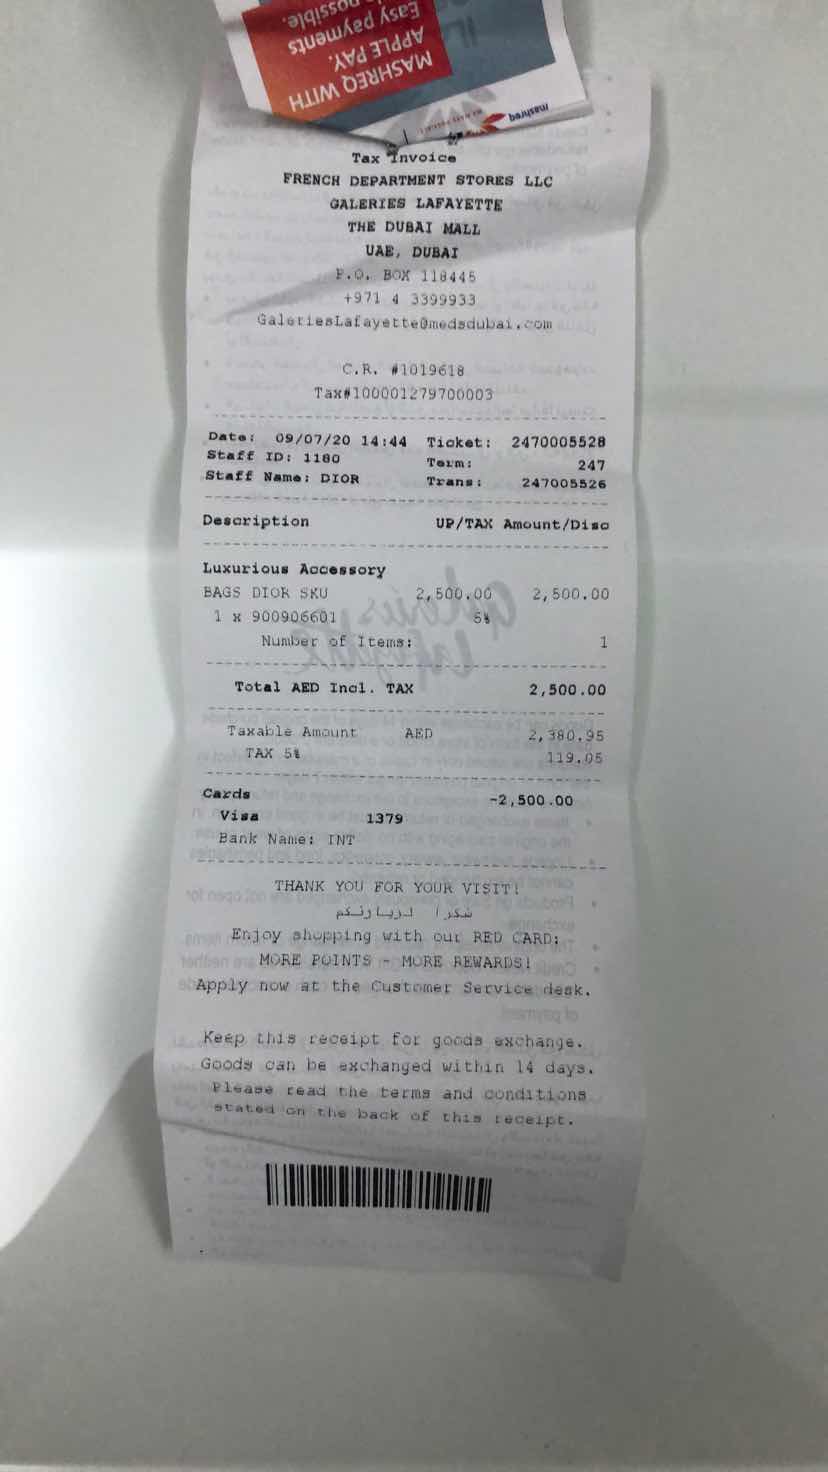 MASHREQ WITH
APPLE PAY.
Easy payments
possible.
mashreq
Tax Invoice
FRENCH DEPARTMENT STORES LLC
GALERIES LAFAYETTE
THE DUBAI MALL
UAE, DUBAI
P.O. BOX 118445
+971 4 3399933
GaleriesLafayette@medsdubai.com
C.R. #1019618
Tax#100001279700003
Date: 09/07/20 14:44 Ticket: 2470005528
Staff ID: 1180 Term: 247
Staff Name: DIOR Trans: 247005526
Description UP/TAX Amount/Disc
Luxurious Accessory
BAGS DIOR SKU 2,500.00 2,500.00
1 x 900906601 5%
Number of Items: 1
Total AED Incl. TAX 2,500.00
Taxable Amount AED 2,380.95
TAX 5% 119.05
Cards -2,500.00
Visa 1379
Bank Name: INT
THANK YOU FOR YOUR VISIT!
شكرا لزيارتكم
Enjoy shopping with our RED CARD:
MORE POINTS - MORE REWARDS!
Apply now at the Customer Service desk.
Keep this receipt for goods exchange.
Goods can be exchanged within 14 days.
Please read the terms and conditions
stated on the back of this receipt.